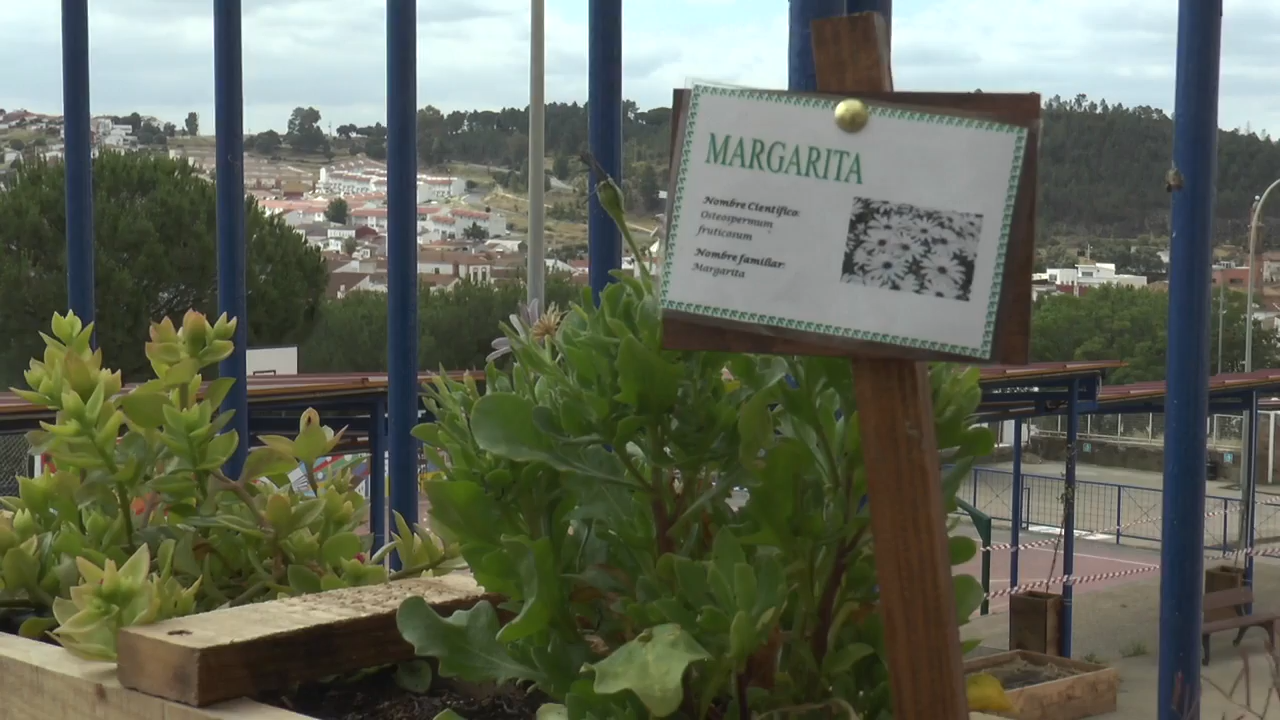 MARGARITA
Nombre Científico:
Osteospermum
fruticosum
Nombre familiar:
Margarita